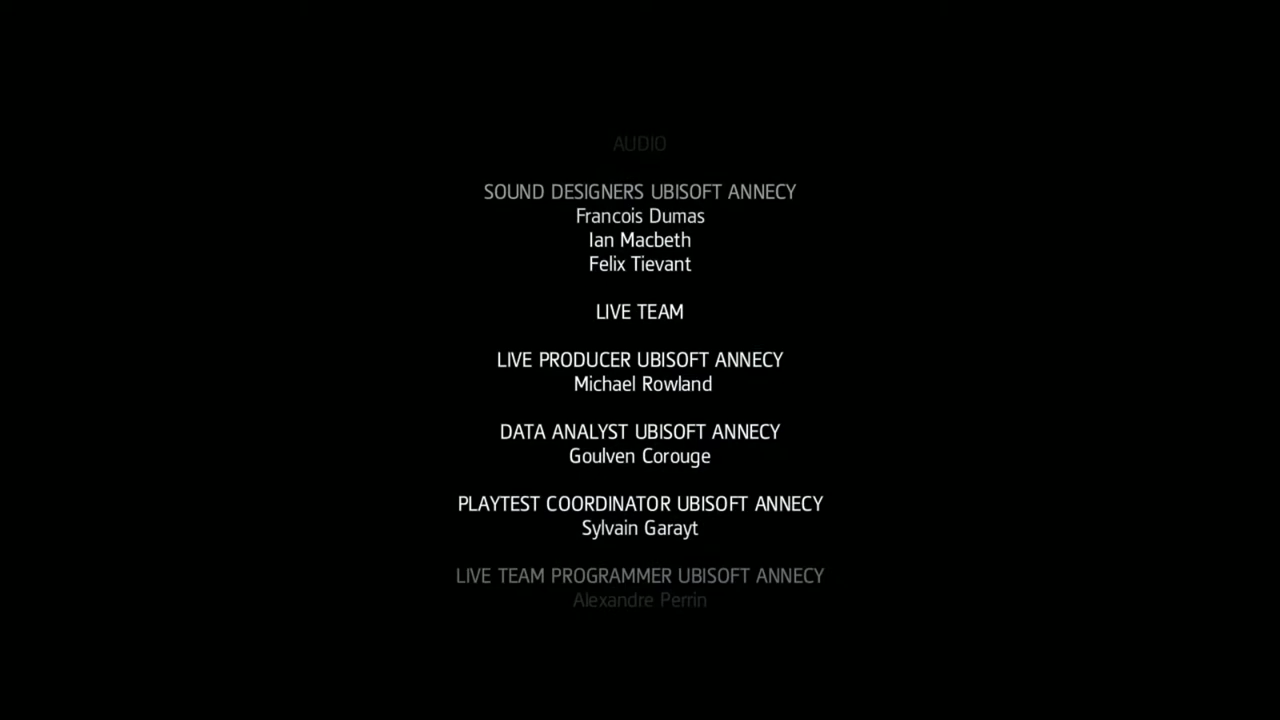 AUDIO
SOUND DESIGNERS UBISOFT ANNECY
Francois Dumas
Ian Macbeth
Felix Tievant
LIVE TEAM
LIVE PRODUCER UBISOFT ANNECY
Michael Rowland
DATA ANALYST UBISOFT ANNECY
Goulven Corouge
PLAYTEST COORDINATOR UBISOFT ANNECY
Sylvain Garayt
LIVE TEAM PROGRAMMER UBISOFT ANNECY
Alexandre Perrin